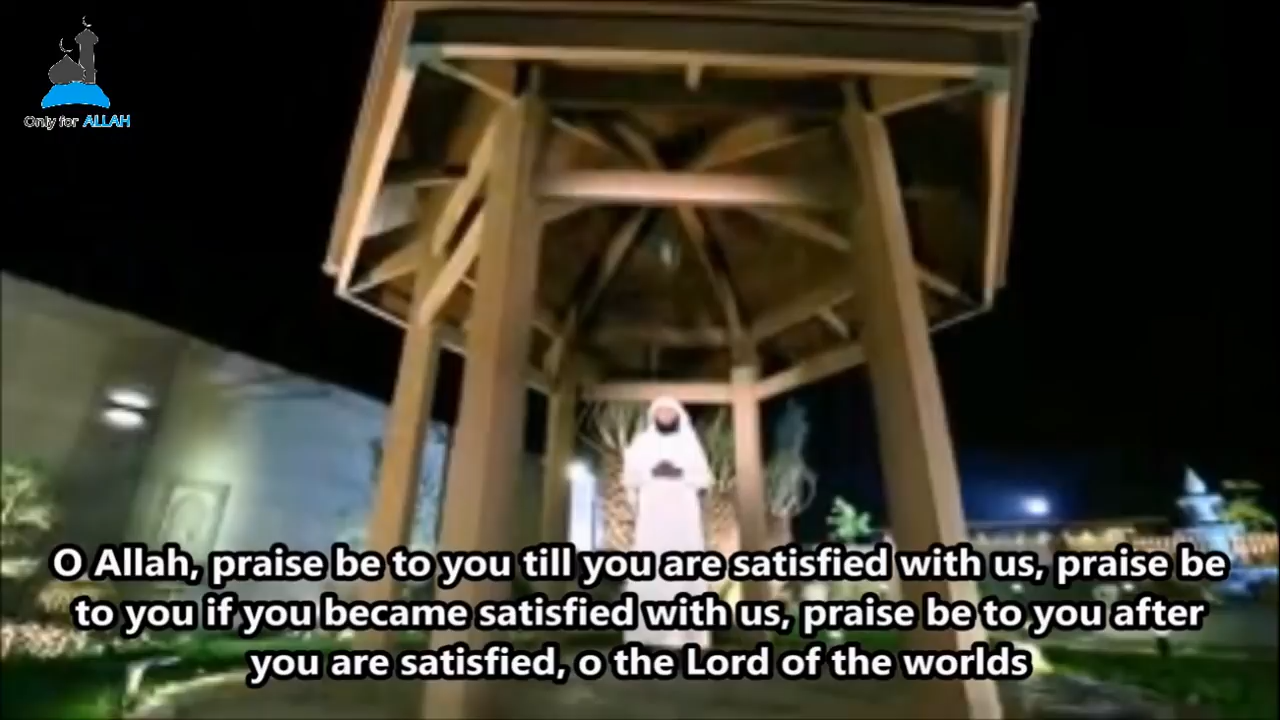 Only for ALLAH
O Allah, praise be to you till you are satisfied with us, praise be
to you if you became satisfied with us, praise be to you after
you are satisfied, o the Lord of the worlds